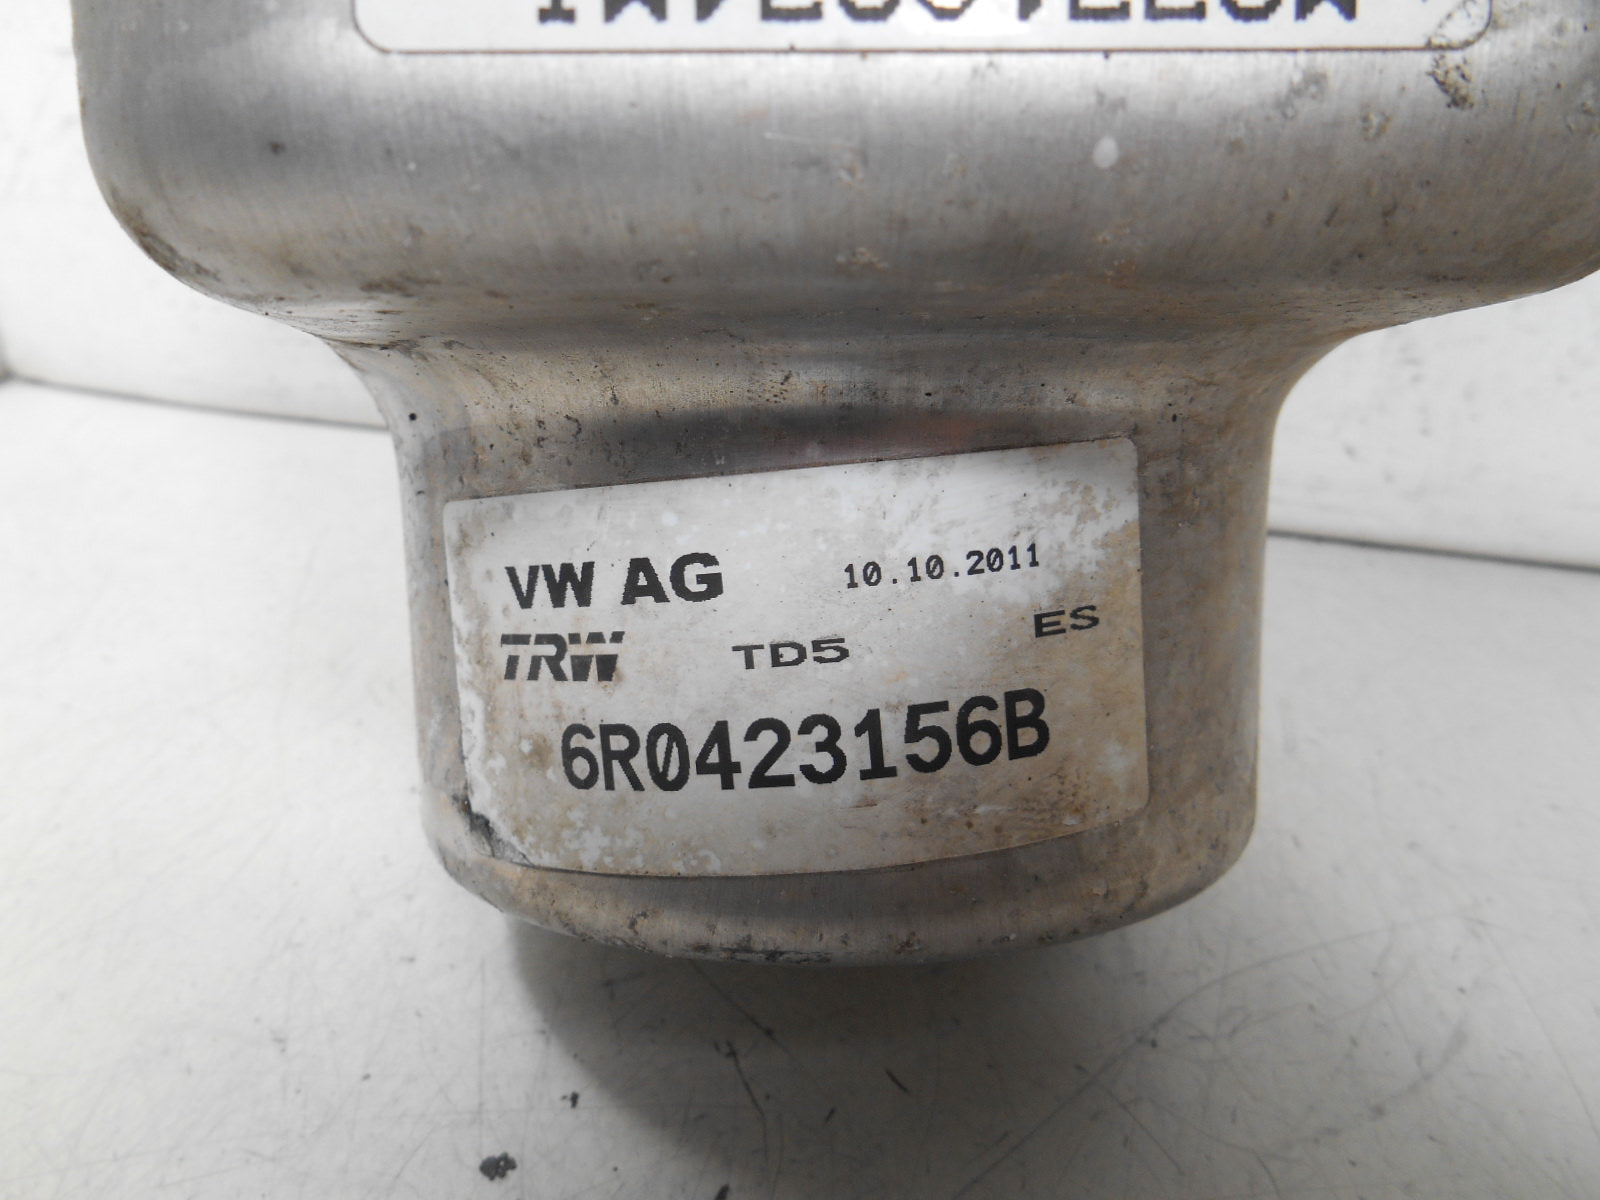 VW AG 10.10.2011
TRW TD5 ES
6R0423156B